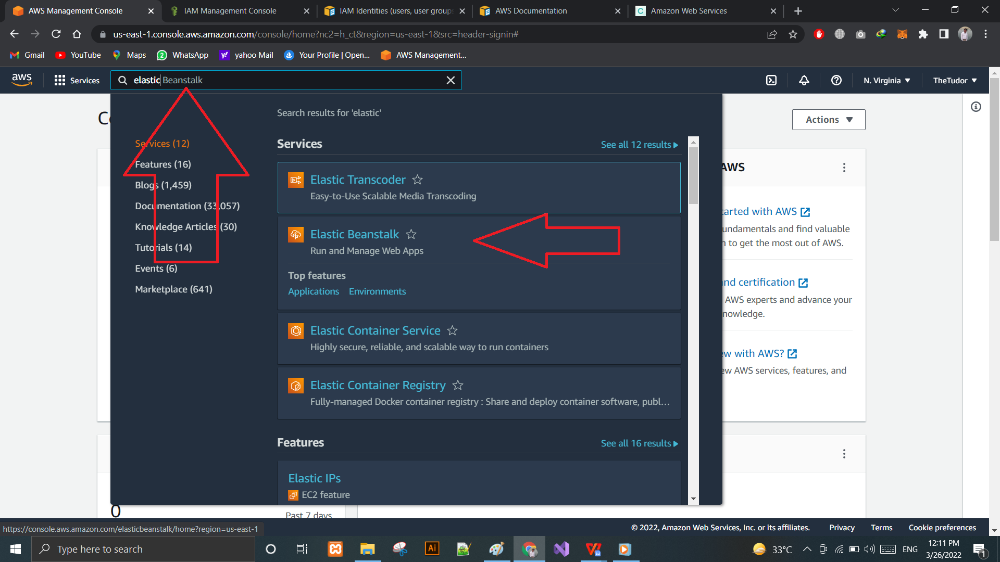 AWS Management Console
IAM Management Console
IAM Identities (users, user groups
AWS Documentation
Amazon Web Services
us-east-1.console.aws.amazon.com/console/home?nc2=h_ct&region=us-east-1&src=header-signin#
Gmail
YouTube
Maps
WhatsApp
yahoo Mail
Your Profile | Open...
AWS Management...
aws
Services
elastic Beanstalk
N. Virginia
TheTudor
Search results for 'elastic'
Services (12)
Features (16)
Blogs (1,459)
Documentation (33,057)
Knowledge Articles (30)
Tutorials (14)
Events (6)
Marketplace (641)
Services
See all 12 results
Elastic Transcoder
Easy-to-Use Scalable Media Transcoding
Elastic Beanstalk
Run and Manage Web Apps
Top features
Applications Environments
Elastic Container Service
Highly secure, reliable, and scalable way to run containers
Elastic Container Registry
Fully-managed Docker container registry : Share and deploy container software, publ...
Features
See all 16 results
Elastic IPs
EC2 feature
Actions
AWS
arted with AWS
undamentals and find valuable
n to get the most out of AWS.
nd certification
AWS experts and advance your
nowledge.
ew with AWS?
ew AWS services, features, and
0
Past 7 days
https://console.aws.amazon.com/elasticbeanstalk/home?region=us-east-1
© 2022, Amazon Web Services, Inc. or its affiliates.
Privacy
Terms
Cookie preferences
Type here to search
Ai
33°C
ENG
12:11 PM
3/26/2022
1